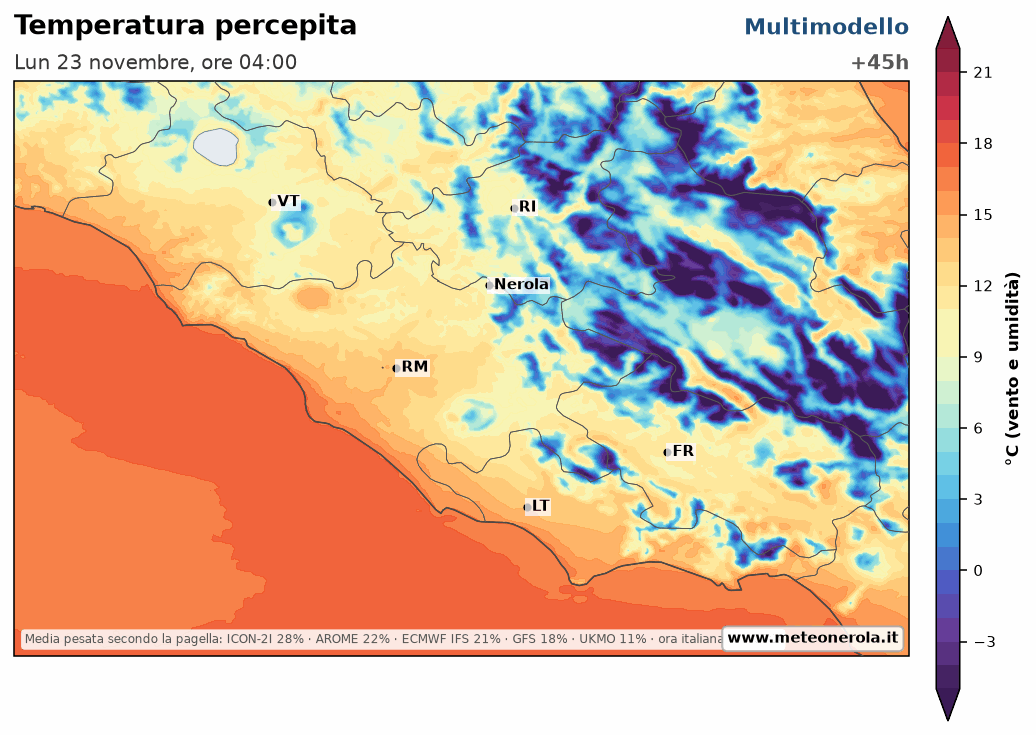 Temperatura percepita
Multimodello
Lun 23 novembre, ore 04:00
+45h
VT
RI
Nerola
RM
FR
LT
Media pesata secondo la pagella: ICON-2I 28% · AROME 22% · ECMWF IFS 21% · GFS 18% · UKMO 11% · ora italiana
www.meteonerola.it
21
18
15
12
9
6
3
0
−3
°C (vento e umidità)